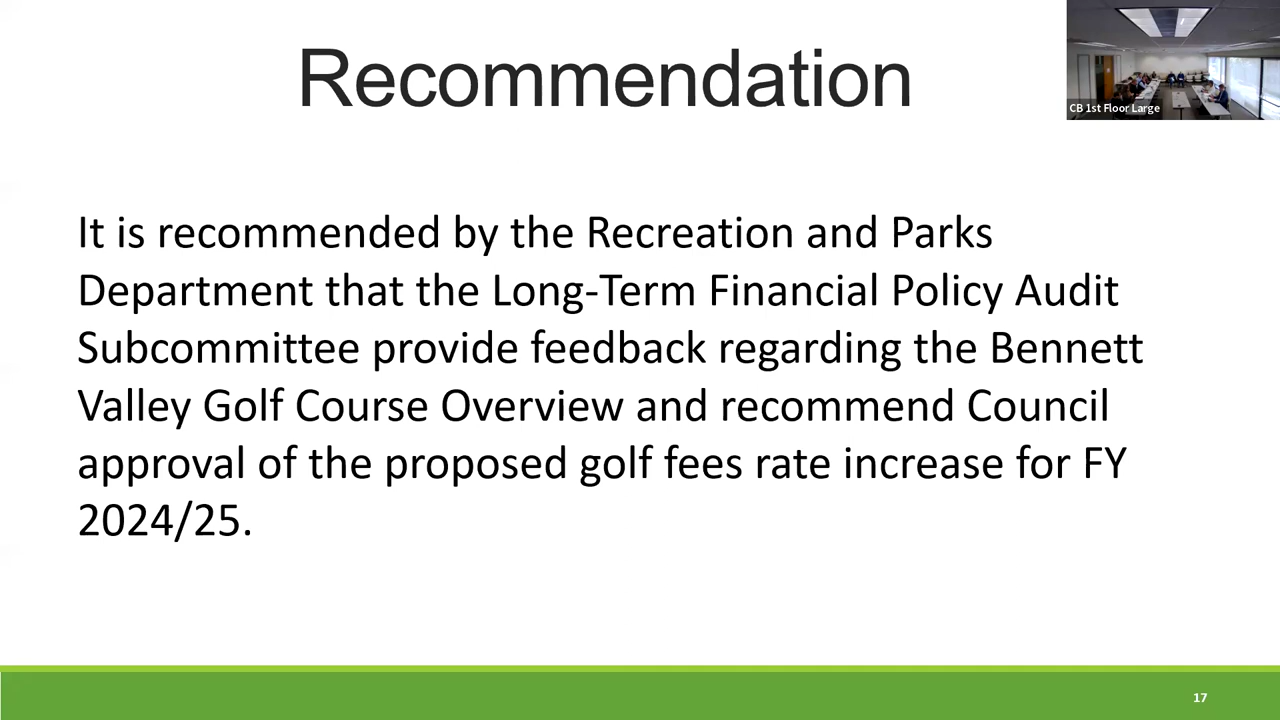 Recommendation
CB 1st Floor Large
It is recommended by the Recreation and Parks
Department that the Long-Term Financial Policy Audit
Subcommittee provide feedback regarding the Bennett
Valley Golf Course Overview and recommend Council
approval of the proposed golf fees rate increase for FY
2024/25.
17